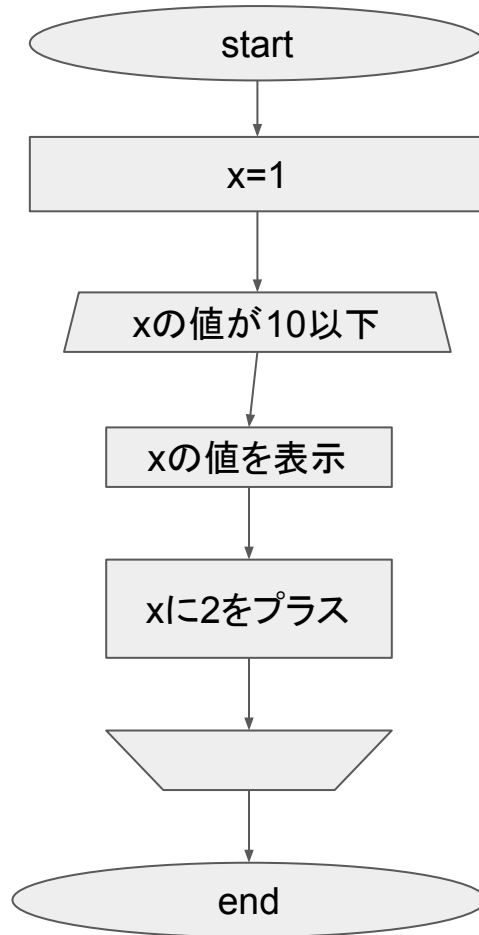 start
x=1
xの値が10以下
xの値を表示
xに2をプラス
end